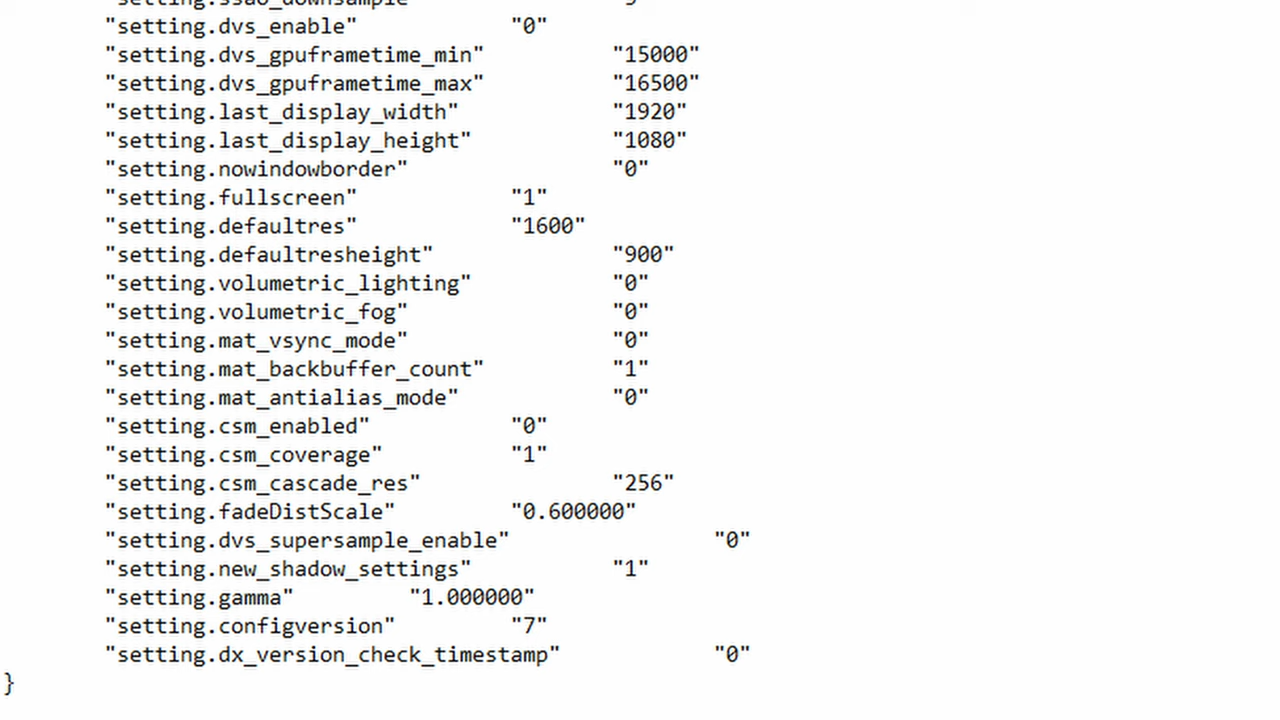 "setting.ssao_downsample"
"setting.dvs_enable" "0"
"setting.dvs_gpuframetime_min" "15000"
"setting.dvs_gpuframetime_max" "16500"
"setting.last_display_width" "1920"
"setting.last_display_height" "1080"
"setting.nowindowborder" "0"
"setting.fullscreen" "1"
"setting.defaultres" "1600"
"setting.defaultresheight" "900"
"setting.volumetric_lighting" "0"
"setting.volumetric_fog" "0"
"setting.mat_vsync_mode" "0"
"setting.mat_backbuffer_count" "1"
"setting.mat_antialias_mode" "0"
"setting.csm_enabled" "0"
"setting.csm_coverage" "1"
"setting.csm_cascade_res" "256"
"setting.fadeDistScale" "0.600000"
"setting.dvs_supersample_enable" "0"
"setting.new_shadow_settings" "1"
"setting.gamma" "1.000000"
"setting.configversion" "7"
"setting.dx_version_check_timestamp" "0"
}